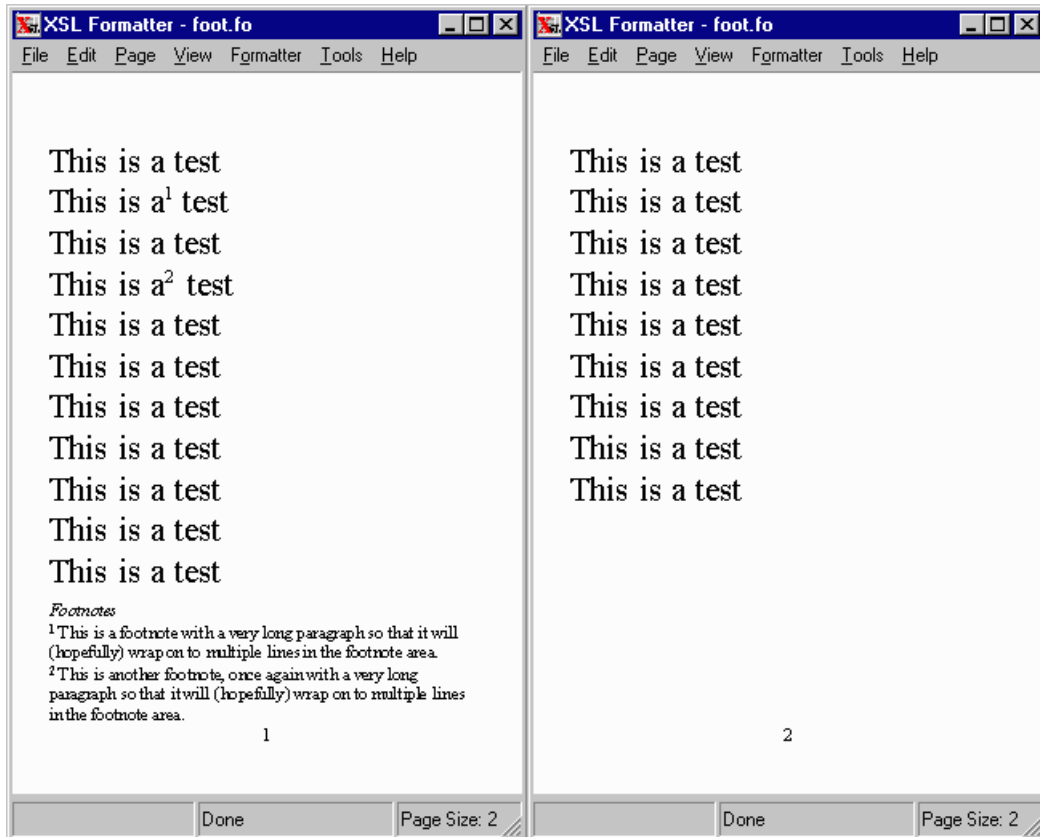 XSL Formatter - foot.fo
File Edit Page View Formatter Tools Help
This is a test
This is a¹ test
This is a test
This is a² test
This is a test
This is a test
This is a test
This is a test
This is a test
This is a test
This is a test
Footnotes
¹ This is a footnote with a very long paragraph so that it will
(hopefully) wrap on to multiple lines in the footnote area.
² This is another footnote, once again with a very long
paragraph so that it will (hopefully) wrap on to multiple lines
in the footnote area.
1
Done
Page Size: 2
XSL Formatter - foot.fo
File Edit Page View Formatter Tools Help
This is a test
This is a test
This is a test
This is a test
This is a test
This is a test
This is a test
This is a test
This is a test
2
Done
Page Size: 2